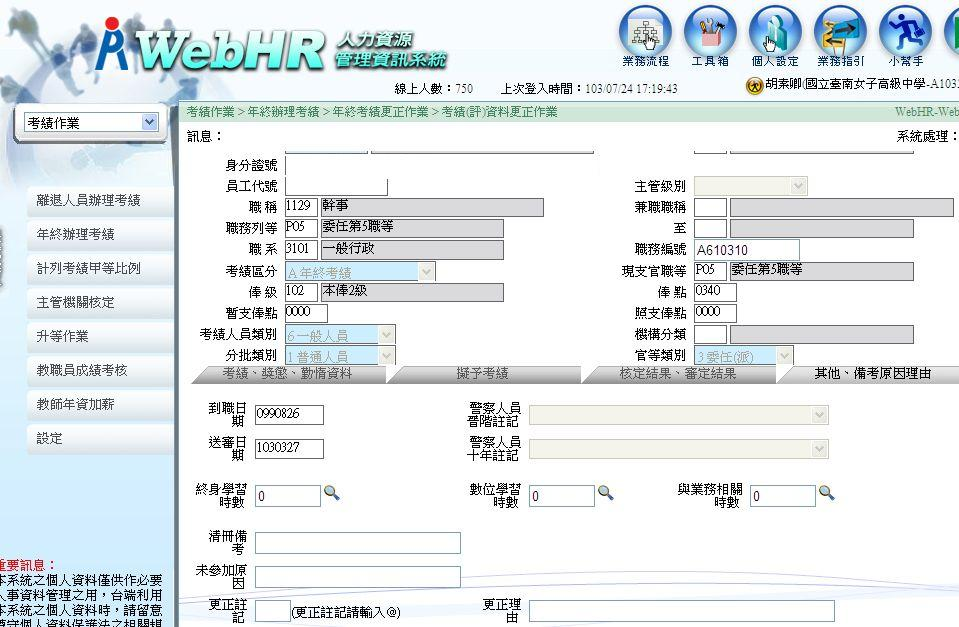 WebHR 人力資源
管理資訊系統
業務流程 工具箱 個人設定 業務指引 小幫手
線上人數：750 上次登入時間：103/07/24 17:19:43 胡素卿(國立臺南女子高級中學-A103
考績作業 > 年終辦理考績 > 年終考績更正作業 > 考績(評)資料更正作業 WebHR-Web
考績作業
訊息： 系統處理：
離退人員辦理考績
年終辦理考績
計列考績甲等比例
主管機關核定
升等作業
教職員成績考核
教師年資加薪
設定
身分證號
員工代號 主管級別
職稱 1129 幹事 兼職職稱
職務列等 P05 委任第5職等 至
職系 3101 一般行政 職務編號 A610310
考績區分 A 年終考績 現支官職等 P05 委任第5職等
俸級 102 本俸2級 俸點 0340
暫支俸點 0000 照支俸點 0000
考績人員類別 6 一般人員 機構分類
分批類別 1 普通人員 官等類別 3 委任(派)
考績、獎懲、勤惰資料 擬予考績 核定結果、審定結果 其他、備考原因理由
到職日期 0990826 警察人員晉階註記
送審日期 1030327 警察人員十年註記
終身學習時數 0 數位學習時數 0 與業務相關時數 0
清冊備考
未參加原因
更正註記 (更正註記請輸入@) 更正理由
重要訊息：
本系統之個人資料僅供作必要
人事資料管理之用，台端利用
本系統之個人資料時，請留意
遵守個人資料保護法之相關規